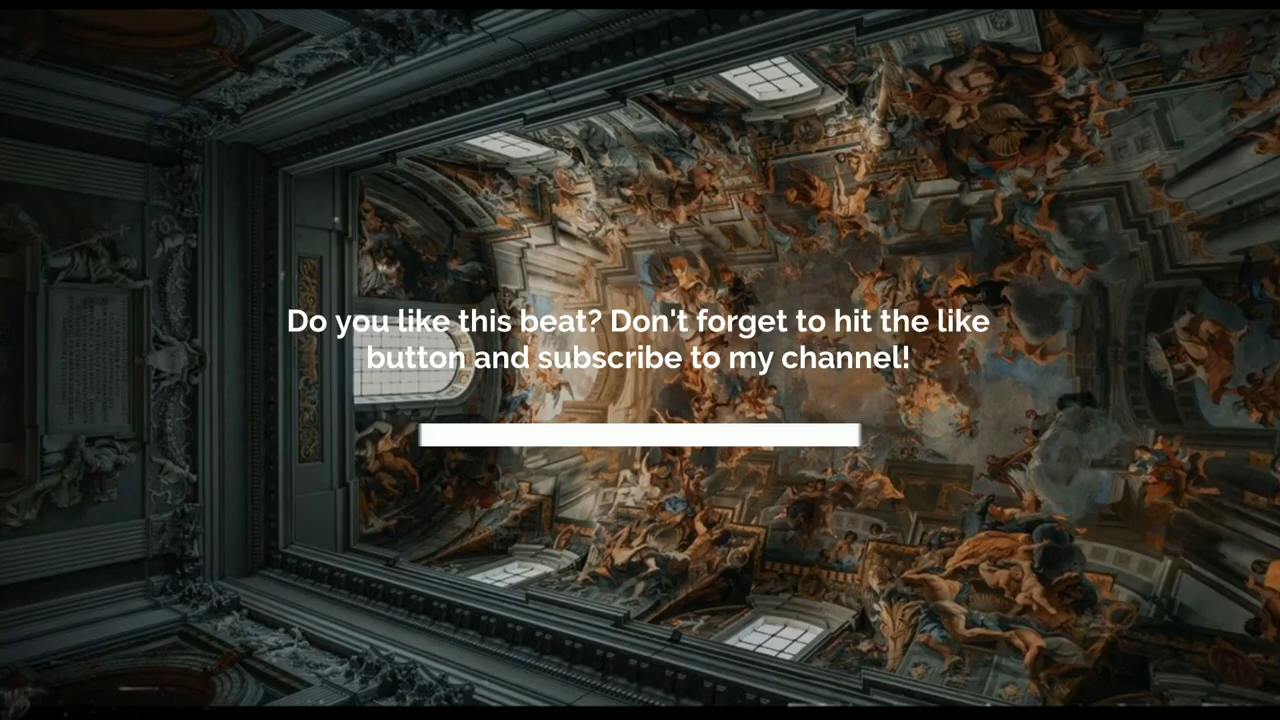 Do you like this beat? Don't forget to hit the like
button and subscribe to my channel!